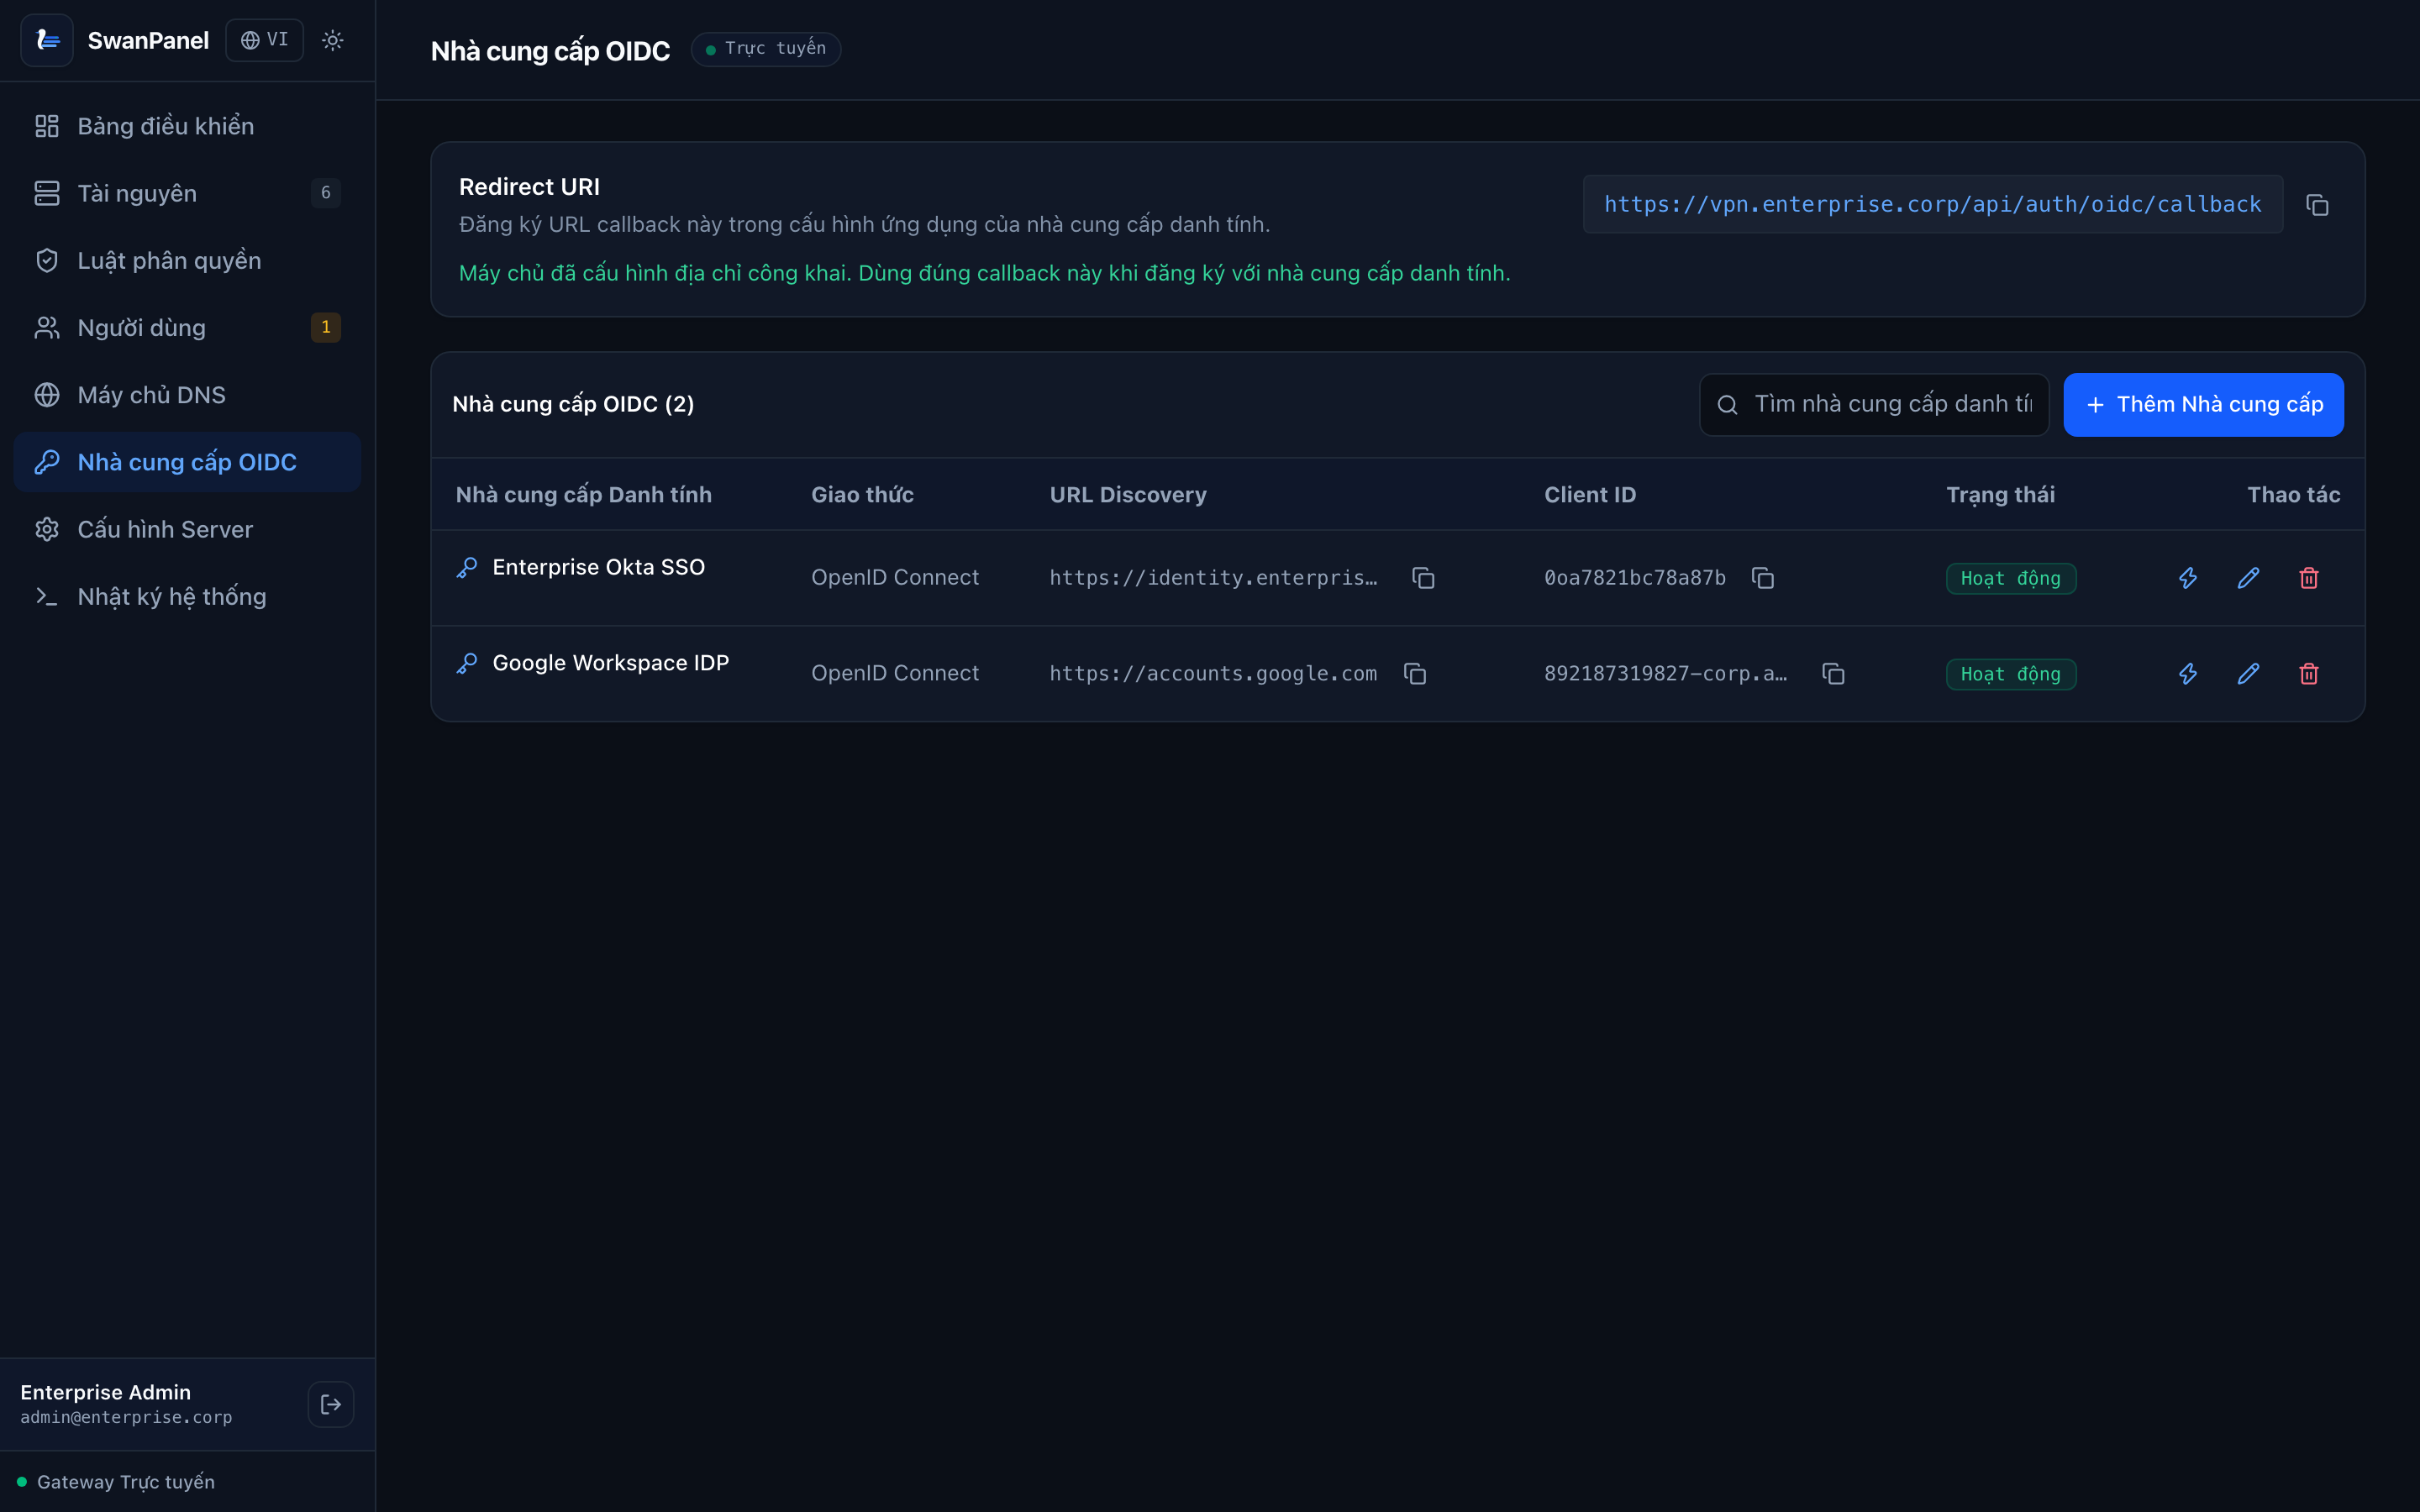 SwanPanel
VI
Bảng điều khiển
Tài nguyên
6
Luật phân quyền
Người dùng
1
Máy chủ DNS
Nhà cung cấp OIDC
Cấu hình Server
Nhật ký hệ thống
Enterprise Admin
admin@enterprise.corp
Gateway Trực tuyến
Nhà cung cấp OIDC
Trực tuyến
Redirect URI
Đăng ký URL callback này trong cấu hình ứng dụng của nhà cung cấp danh tính.
Máy chủ đã cấu hình địa chỉ công khai. Dùng đúng callback này khi đăng ký với nhà cung cấp danh tính.
https://vpn.enterprise.corp/api/auth/oidc/callback
Nhà cung cấp OIDC (2)
Tìm nhà cung cấp danh tí
Thêm Nhà cung cấp
Nhà cung cấp Danh tính Giao thức URL Discovery Client ID Trạng thái Thao tác
Enterprise Okta SSO OpenID Connect https://identity.enterpris… 0oa7821bc78a87b Hoạt động
Google Workspace IDP OpenID Connect https://accounts.google.com 892187319827-corp.a… Hoạt động